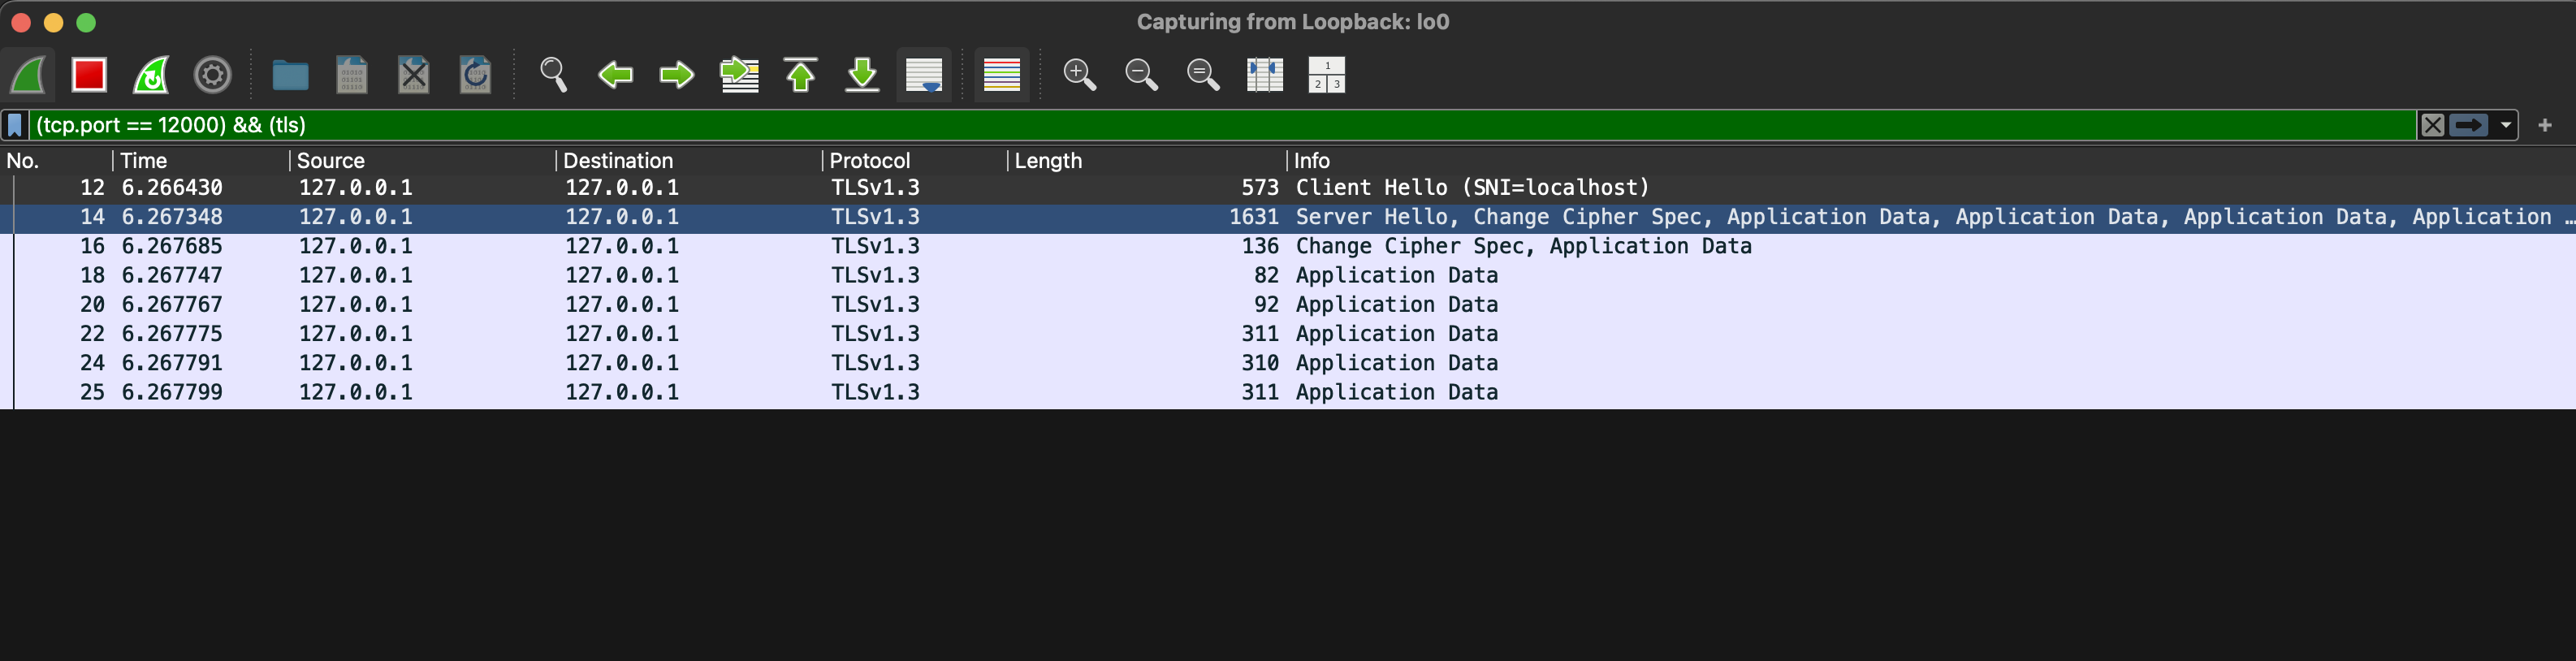 Capturing from Loopback: lo0
(tcp.port == 12000) && (tls)
No. Time Source Destination Protocol Length Info
12 6.266430 127.0.0.1 127.0.0.1 TLSv1.3 573 Client Hello (SNI=localhost)
14 6.267348 127.0.0.1 127.0.0.1 TLSv1.3 1631 Server Hello, Change Cipher Spec, Application Data, Application Data, Application Data, Application …
16 6.267685 127.0.0.1 127.0.0.1 TLSv1.3 136 Change Cipher Spec, Application Data
18 6.267747 127.0.0.1 127.0.0.1 TLSv1.3 82 Application Data
20 6.267767 127.0.0.1 127.0.0.1 TLSv1.3 92 Application Data
22 6.267775 127.0.0.1 127.0.0.1 TLSv1.3 311 Application Data
24 6.267791 127.0.0.1 127.0.0.1 TLSv1.3 310 Application Data
25 6.267799 127.0.0.1 127.0.0.1 TLSv1.3 311 Application Data